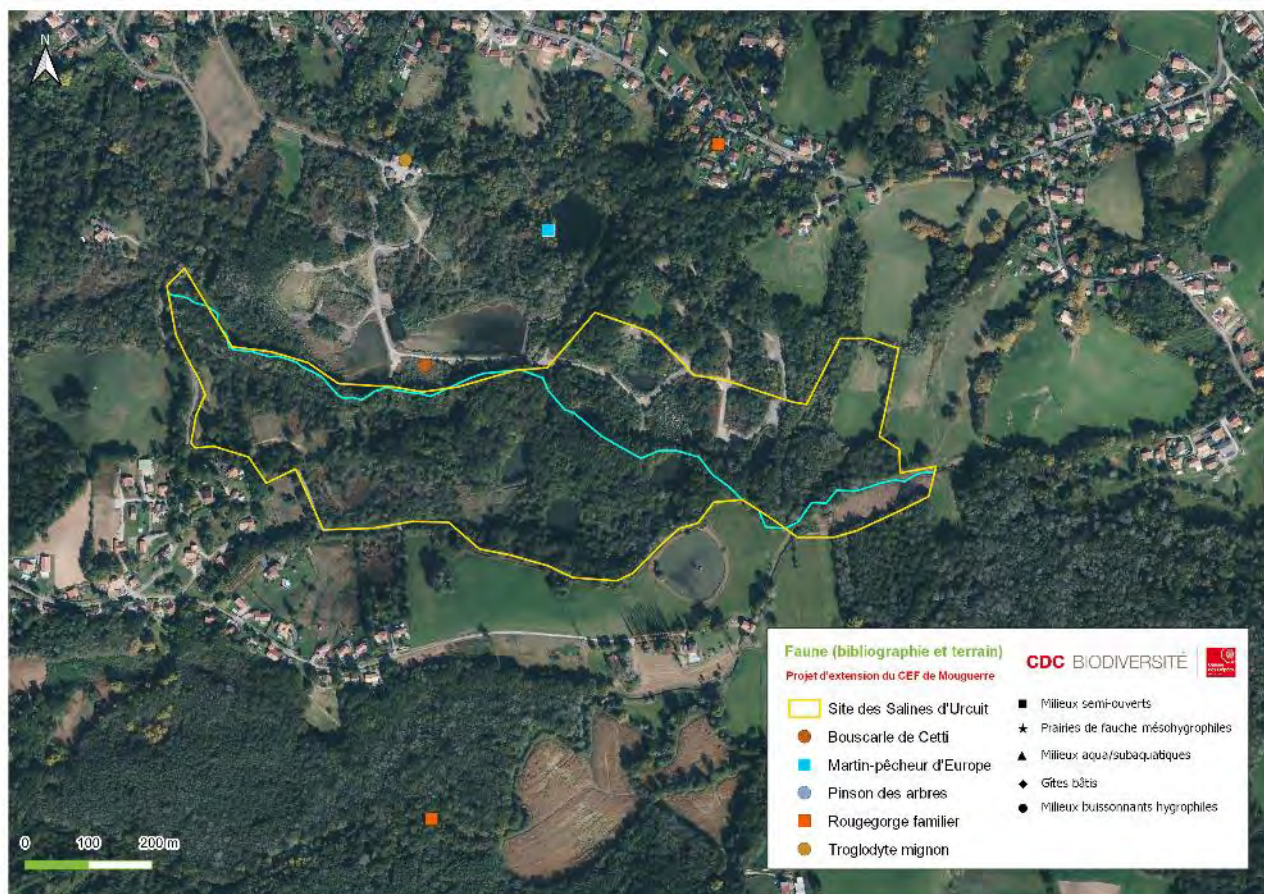 N
Faune (bibliographie et terrain)
Projet d'extension du CEF de Mouguerre
CDC BIODIVERSITÉ
Site des Salines d'Urcuit
Bouscarle de Cetti
Martin-pêcheur d'Europe
Pinson des arbres
Rougegorge familier
Troglodyte mignon
Milieux semi-ouverts
Prairies de fauche mésohygrophiles
Milieux aqua/subaquatiques
Gîtes bâtis
Milieux buissonnants hygrophiles
0 100 200 m